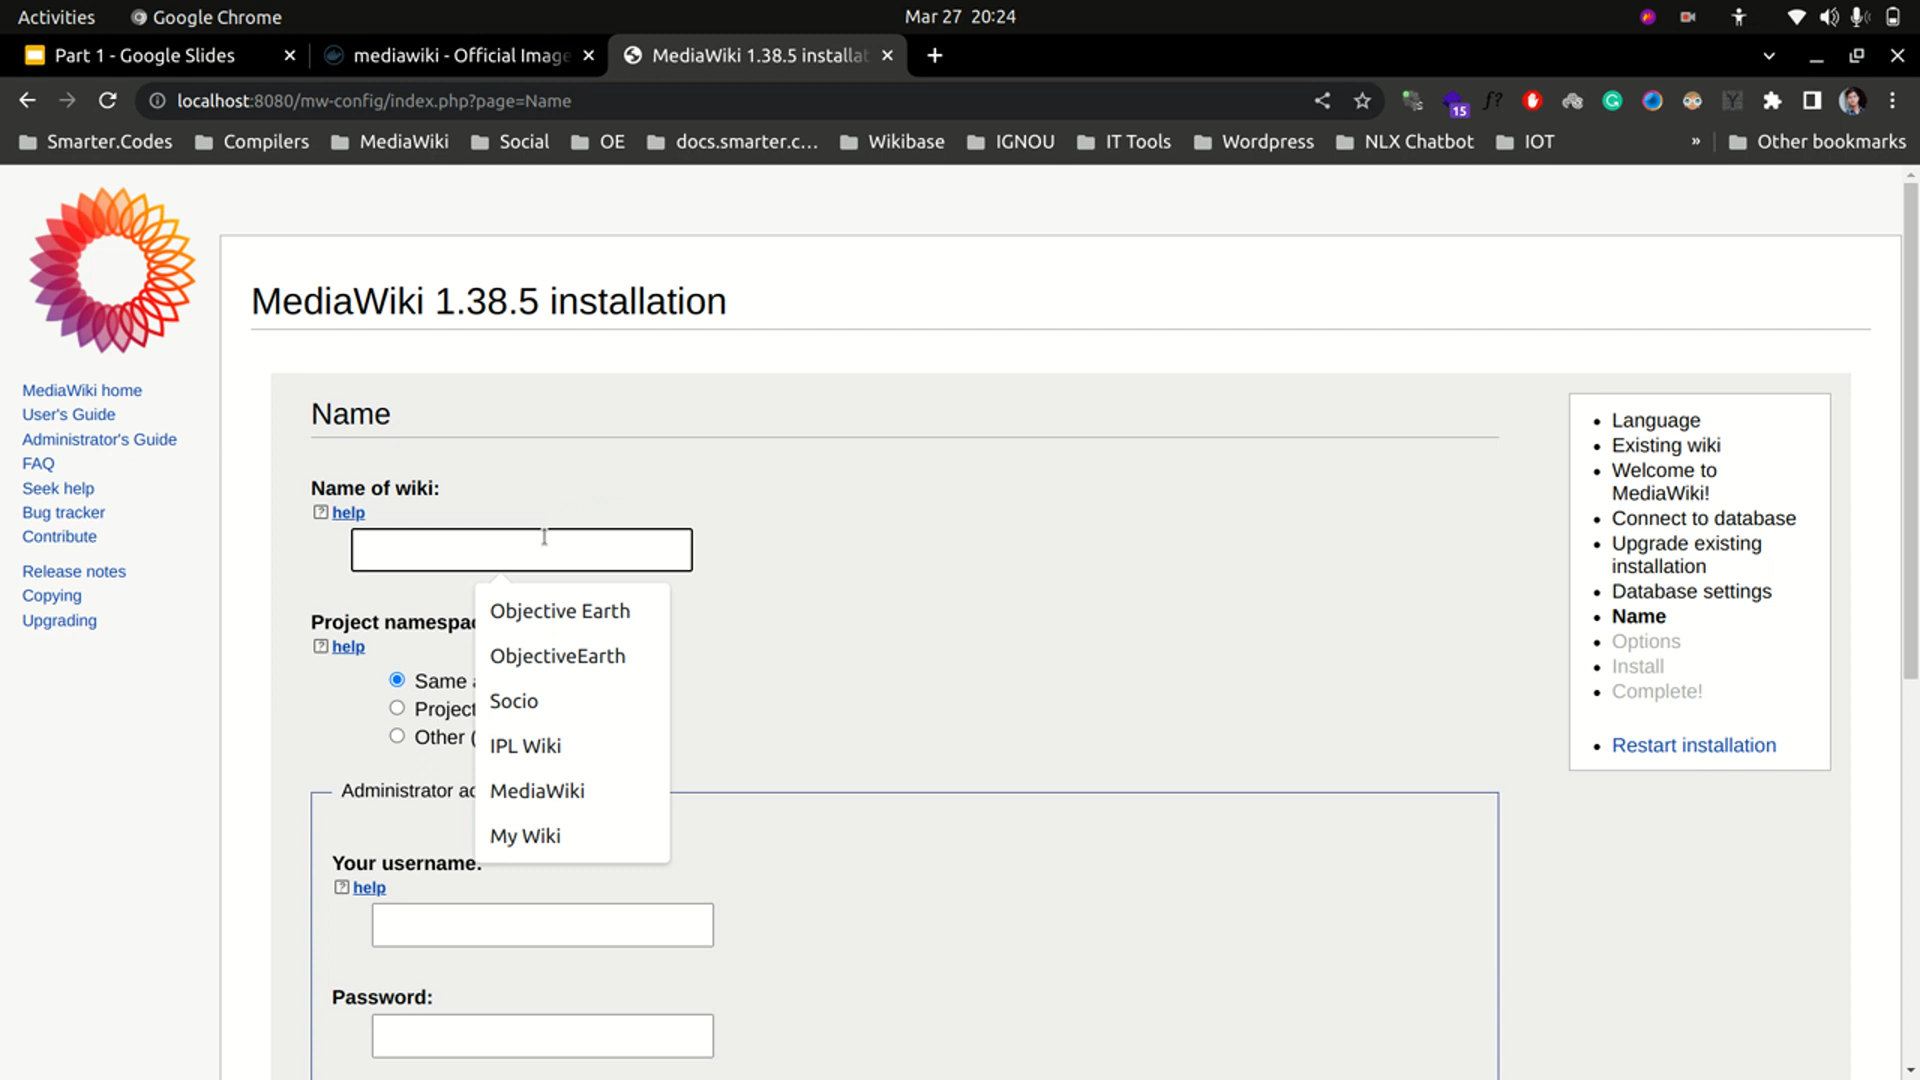 Activities
Google Chrome
Mar 27 20:24
Part 1 - Google Slides
mediawiki - Official Image
MediaWiki 1.38.5 installat
localhost:8080/mw-config/index.php?page=Name
15
f?
Smarter.Codes
Compilers
MediaWiki
Social
OE
docs.smarter.c...
Wikibase
IGNOU
IT Tools
Wordpress
NLX Chatbot
IOT
»
Other bookmarks
MediaWiki home
User's Guide
Administrator's Guide
FAQ
Seek help
Bug tracker
Contribute
Release notes
Copying
Upgrading
MediaWiki 1.38.5 installation
Name
Name of wiki:
help
Objective Earth
ObjectiveEarth
Socio
IPL Wiki
MediaWiki
My Wiki
Project namespac
help
Same a
Project
Other (
Administrator ac
Your username:
help
Password:
Language
Existing wiki
Welcome to
MediaWiki!
Connect to database
Upgrade existing
installation
Database settings
Name
Options
Install
Complete!
Restart installation